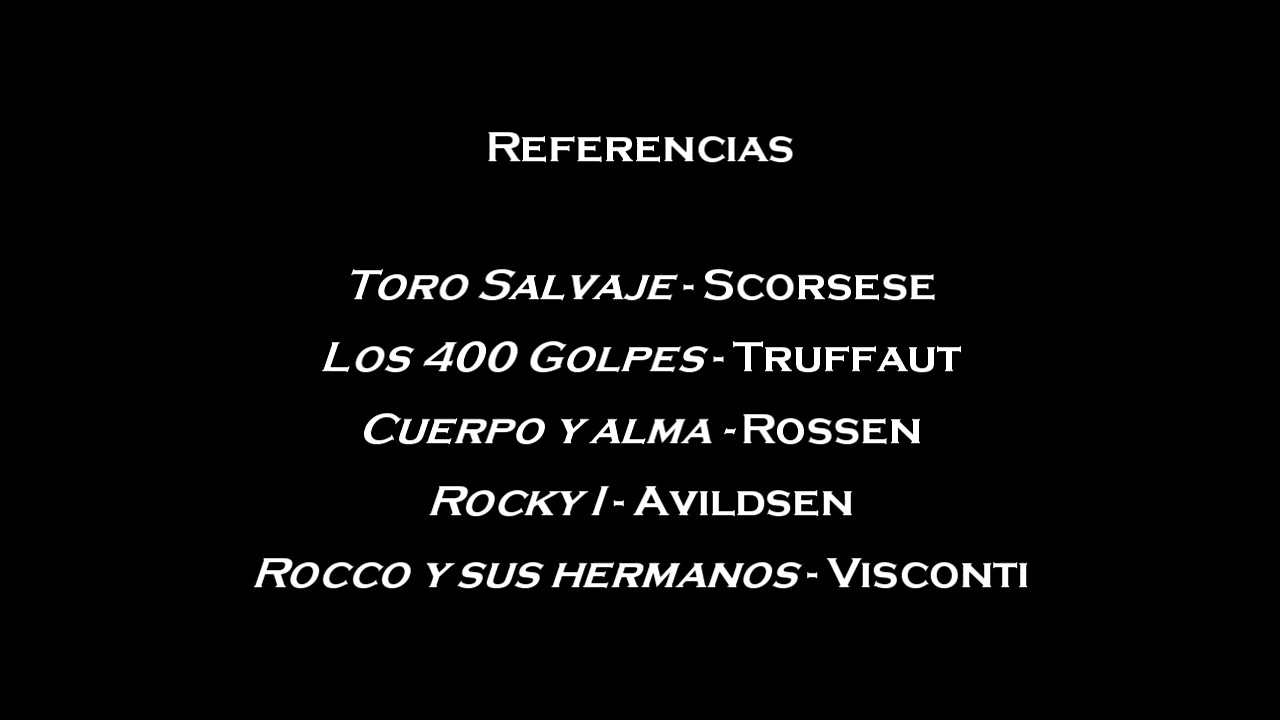 Referencias
Toro Salvaje - Scorsese
Los 400 Golpes - Truffaut
Cuerpo y alma - Rossen
Rocky I - Avildsen
Rocco y sus hermanos - Visconti